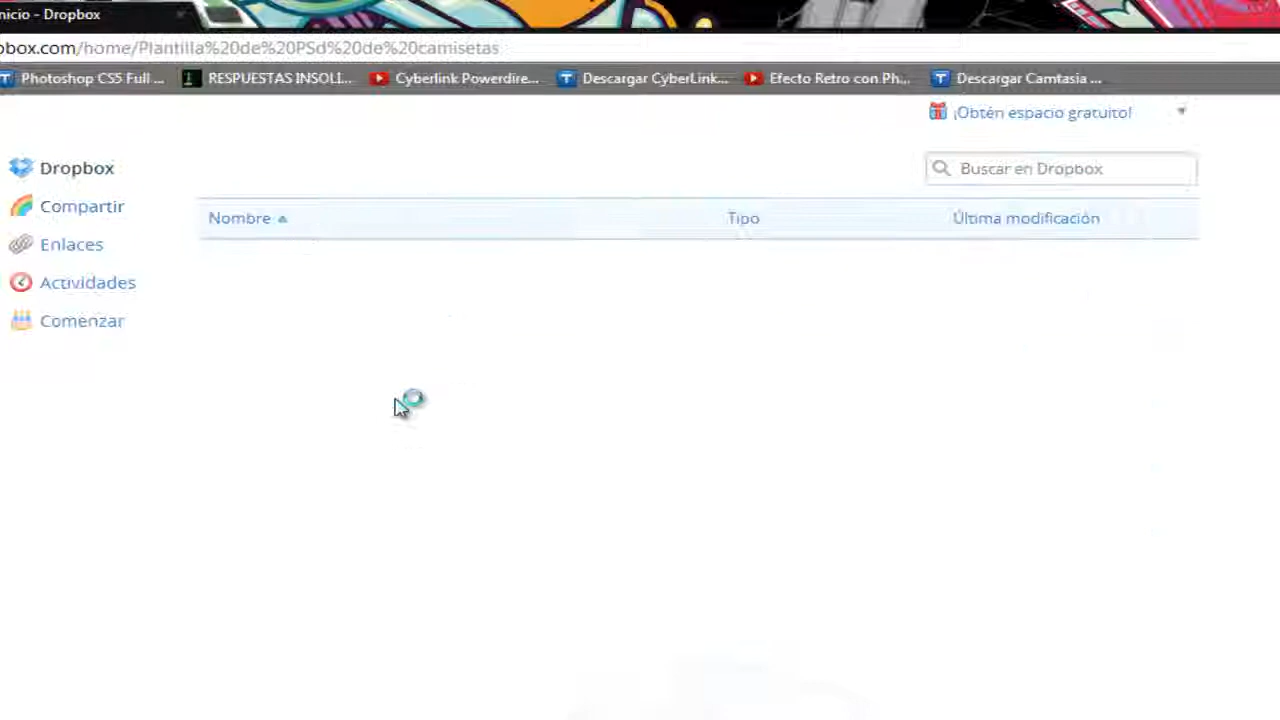 nicio - Dropbox
pbox.com/home/Plantilla%20de%20PSd%20de%20camisetas
Photoshop CS5 Full ... RESPUESTAS INSOLI... Cyberlink Powerdire... Descargar CyberLink... Efecto Retro con Ph... Descargar Camtasia ...
¡Obtén espacio gratuito!
Dropbox
Buscar en Dropbox
Compartir
Nombre Tipo Última modificación
Enlaces
Actividades
Comenzar